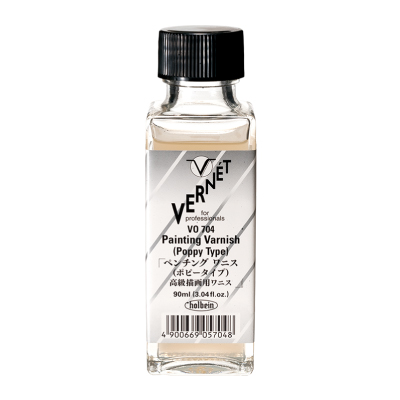 VERNÉT
for
professionals
VO 704
Painting Varnish
(Poppy Type)
「ペンチング ワニス
(ポピータイプ)
高級描画用ワニス」
90ml (3.04fl.oz.)
holbein
4 900669 057048